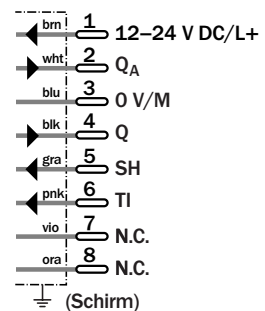 brn 1 12–24 V DC/L+
wht 2 QA
blu 3 0 V/M
blk 4 Q
gra 5 SH
pnk 6 TI
vio 7 N.C.
ora 8 N.C.
(Schirm)